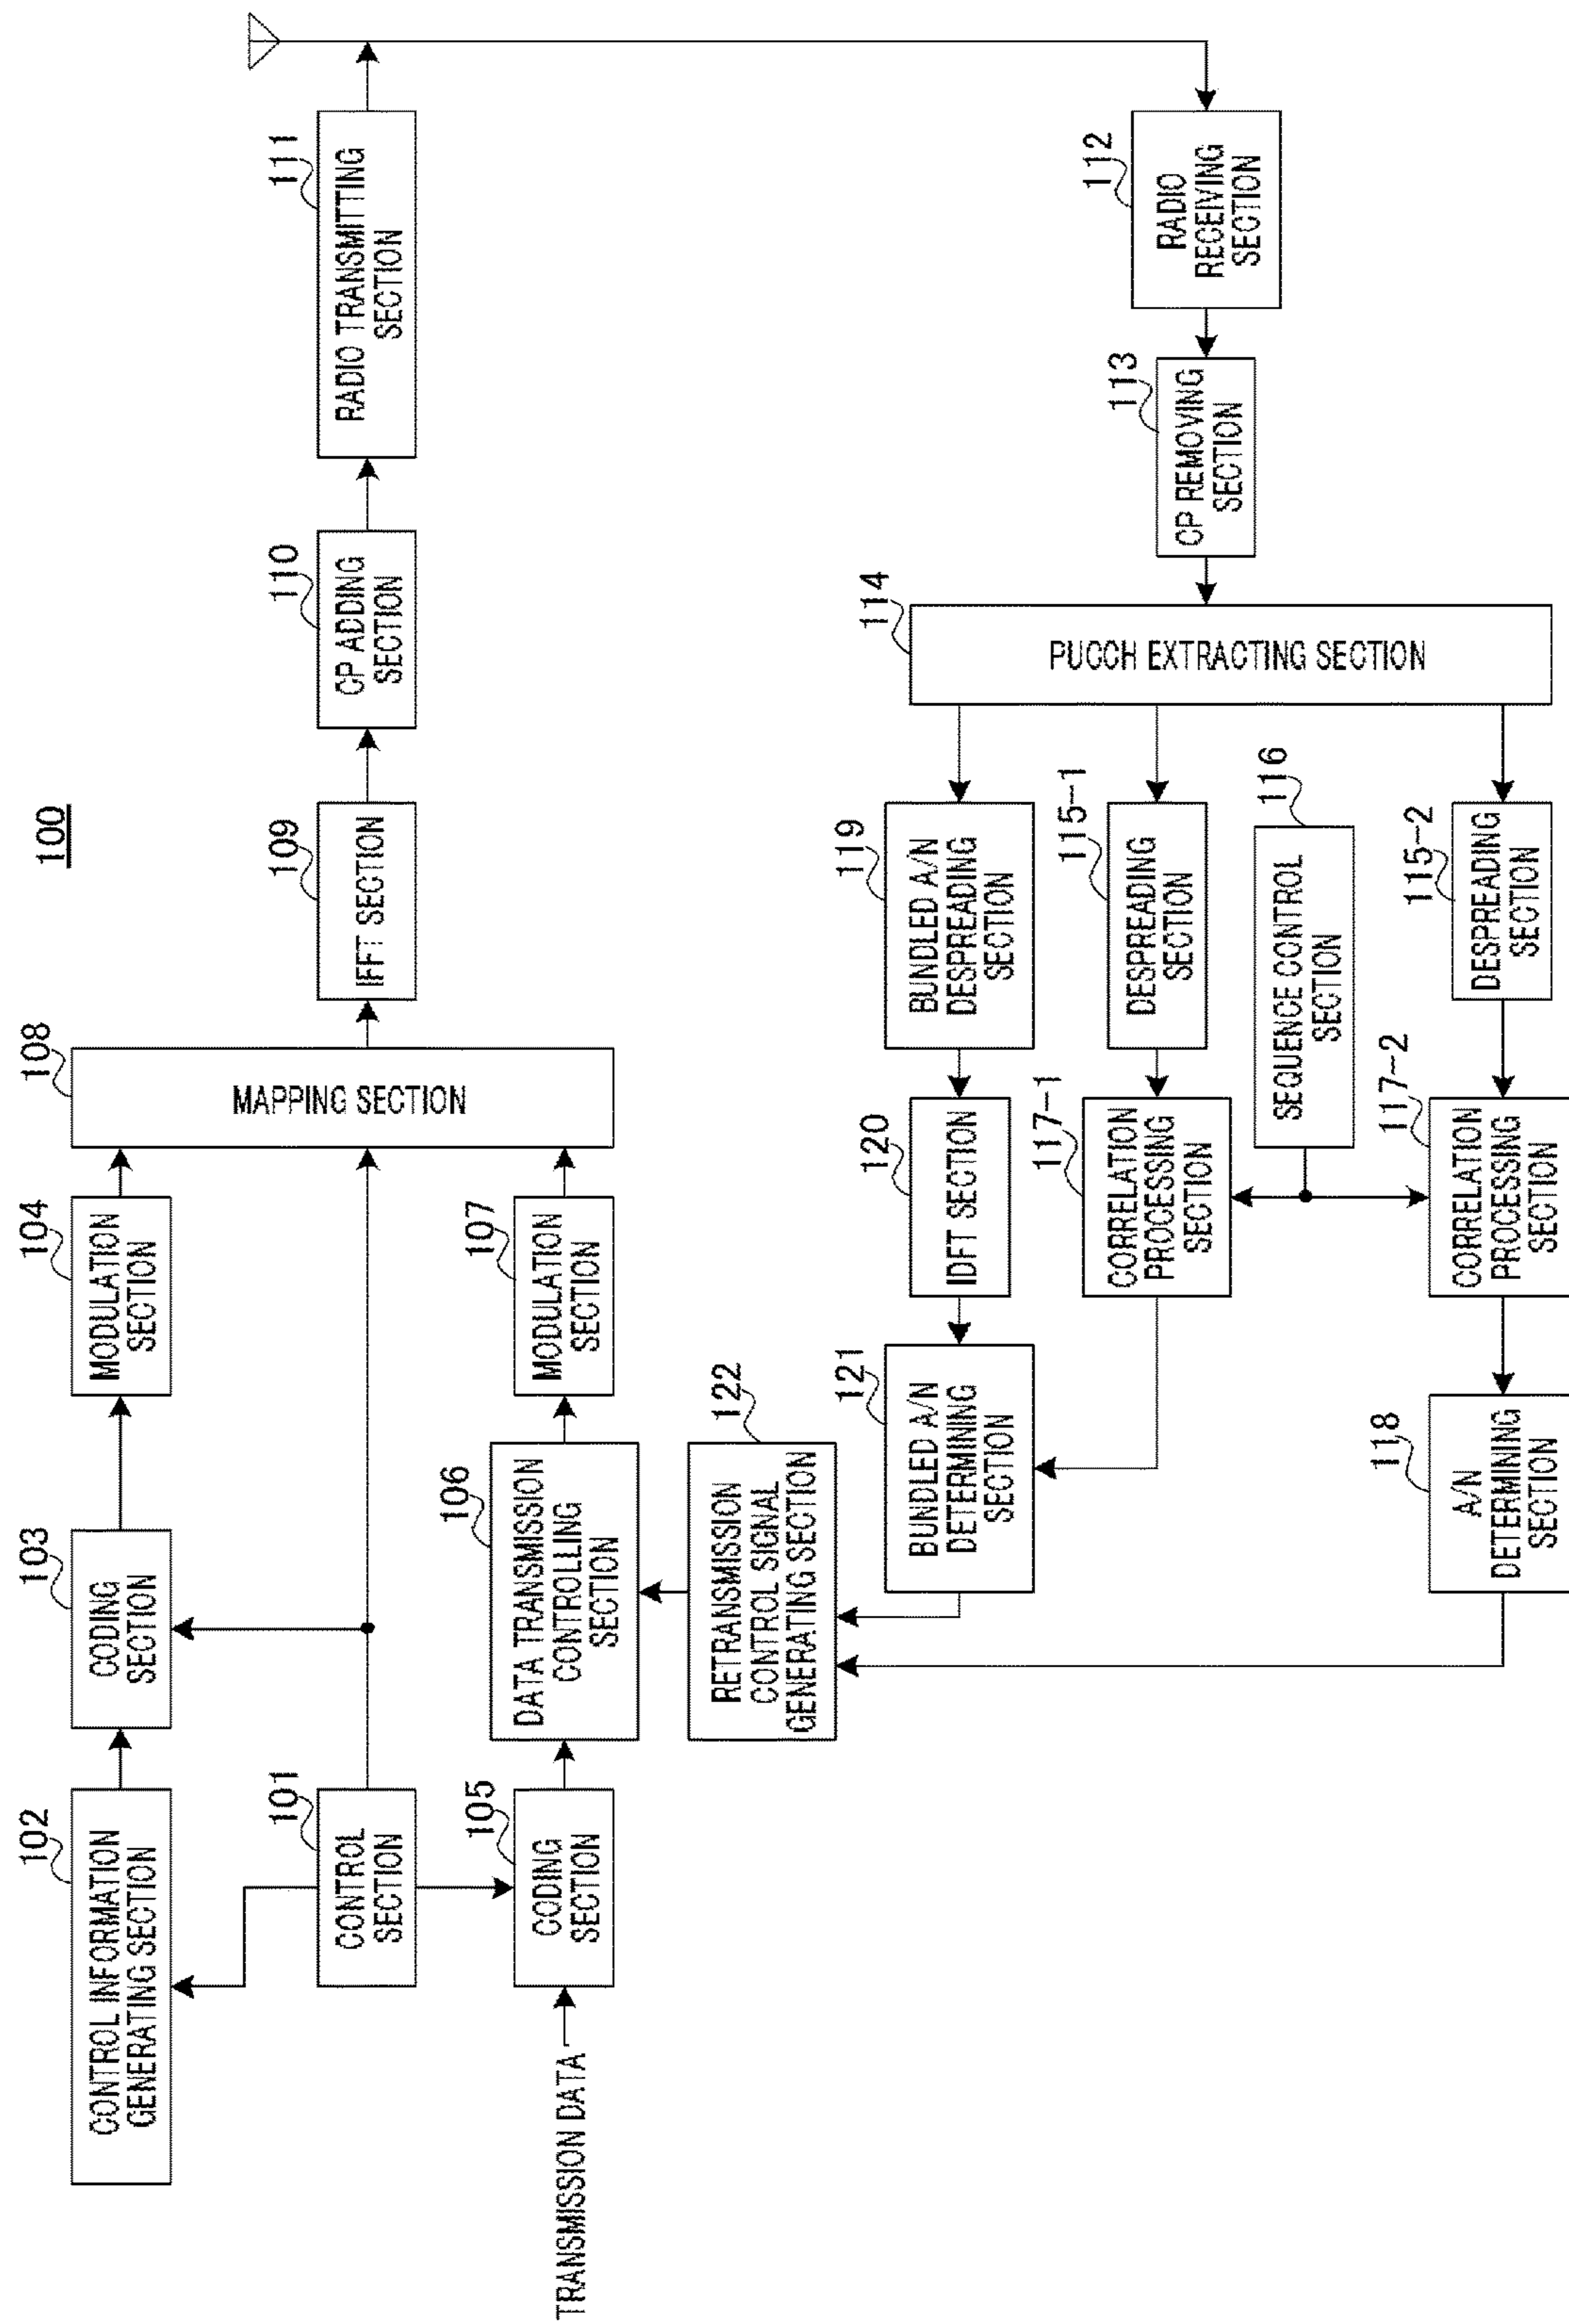 100
102
CONTROL INFORMATION
GENERATING SECTION
103
CODING
SECTION
104
MODULATION
SECTION
108
MAPPING SECTION
101
CONTROL
SECTION
109
IFFT SECTION
110
CP ADDING
SECTION
111
RADIO TRANSMITTING
SECTION
TRANSMISSION DATA
105
CODING
SECTION
106
DATA TRANSMISSION
CONTROLLING
SECTION
107
MODULATION
SECTION
122
RETRANSMISSION
CONTROL SIGNAL
GENERATING SECTION
121
BUNDLED A/N
DETERMINING
SECTION
120
IDFT SECTION
119
BUNDLED A/N
DESPREADING
SECTION
114
PUCCH EXTRACTING SECTION
113
CP REMOVING
SECTION
112
RADIO
RECEIVING
SECTION
117-1
CORRELATION
PROCESSING
SECTION
115-1
DESPREADING
SECTION
116
SEQUENCE CONTROL
SECTION
118
A/N
DETERMINING
SECTION
117-2
CORRELATION
PROCESSING
SECTION
115-2
DESPREADING
SECTION